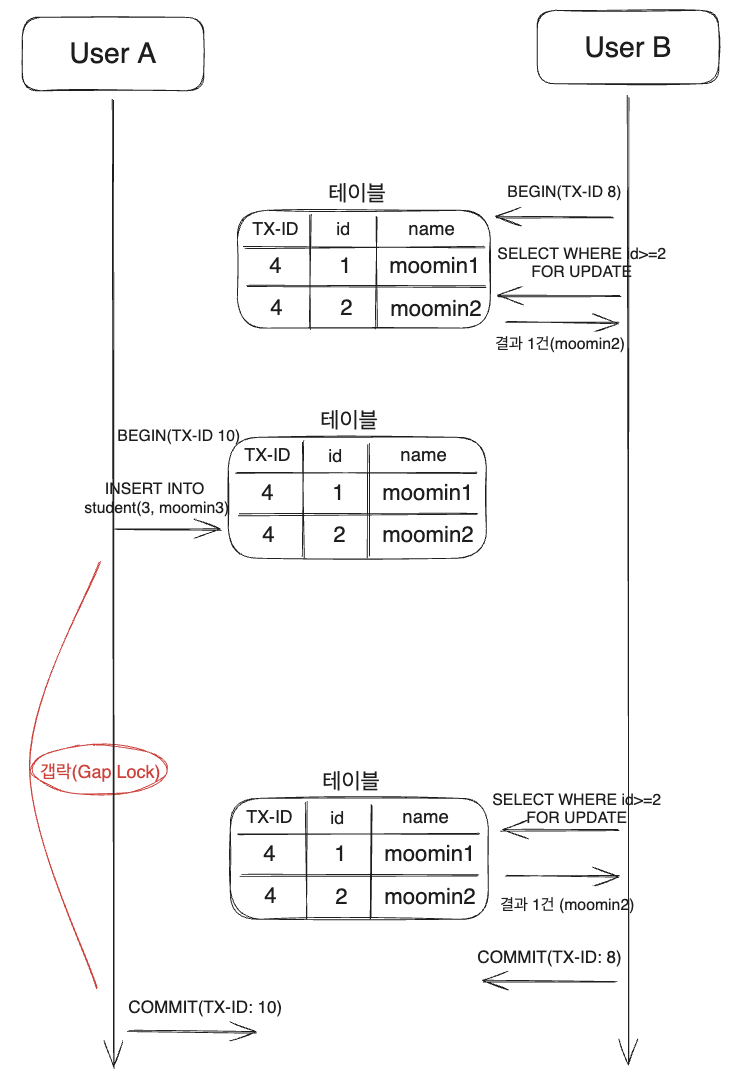 User A
User B
BEGIN(TX-ID 8)
테이블
TX-ID id name
4 1 moomin1
4 2 moomin2
SELECT WHERE id>=2
FOR UPDATE
결과 1건(moomin2)
BEGIN(TX-ID 10)
테이블
TX-ID id name
4 1 moomin1
4 2 moomin2
INSERT INTO
student(3, moomin3)
갭락(Gap Lock)
테이블
TX-ID id name
4 1 moomin1
4 2 moomin2
SELECT WHERE id>=2
FOR UPDATE
결과 1건 (moomin2)
COMMIT(TX-ID: 8)
COMMIT(TX-ID: 10)